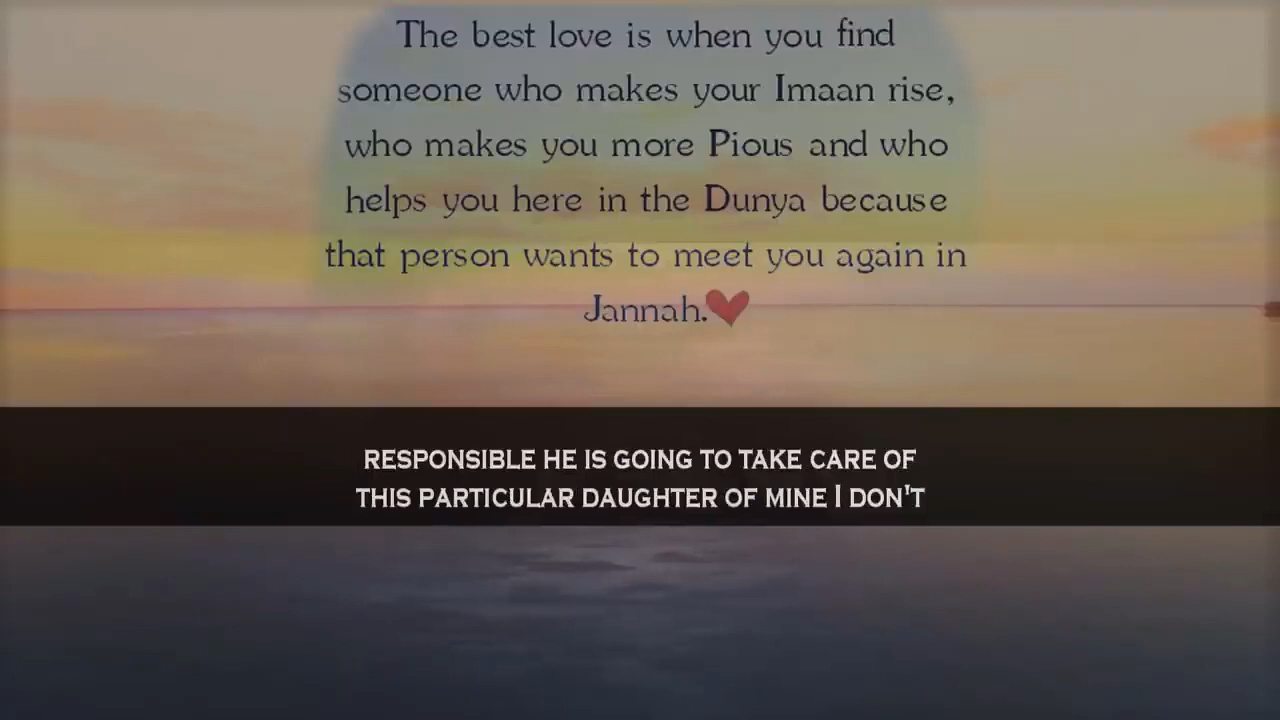 The best love is when you find
someone who makes your Imaan rise,
who makes you more Pious and who
helps you here in the Dunya because
that person wants to meet you again in
Jannah.❤
RESPONSIBLE HE IS GOING TO TAKE CARE OF
THIS PARTICULAR DAUGHTER OF MINE I DON'T